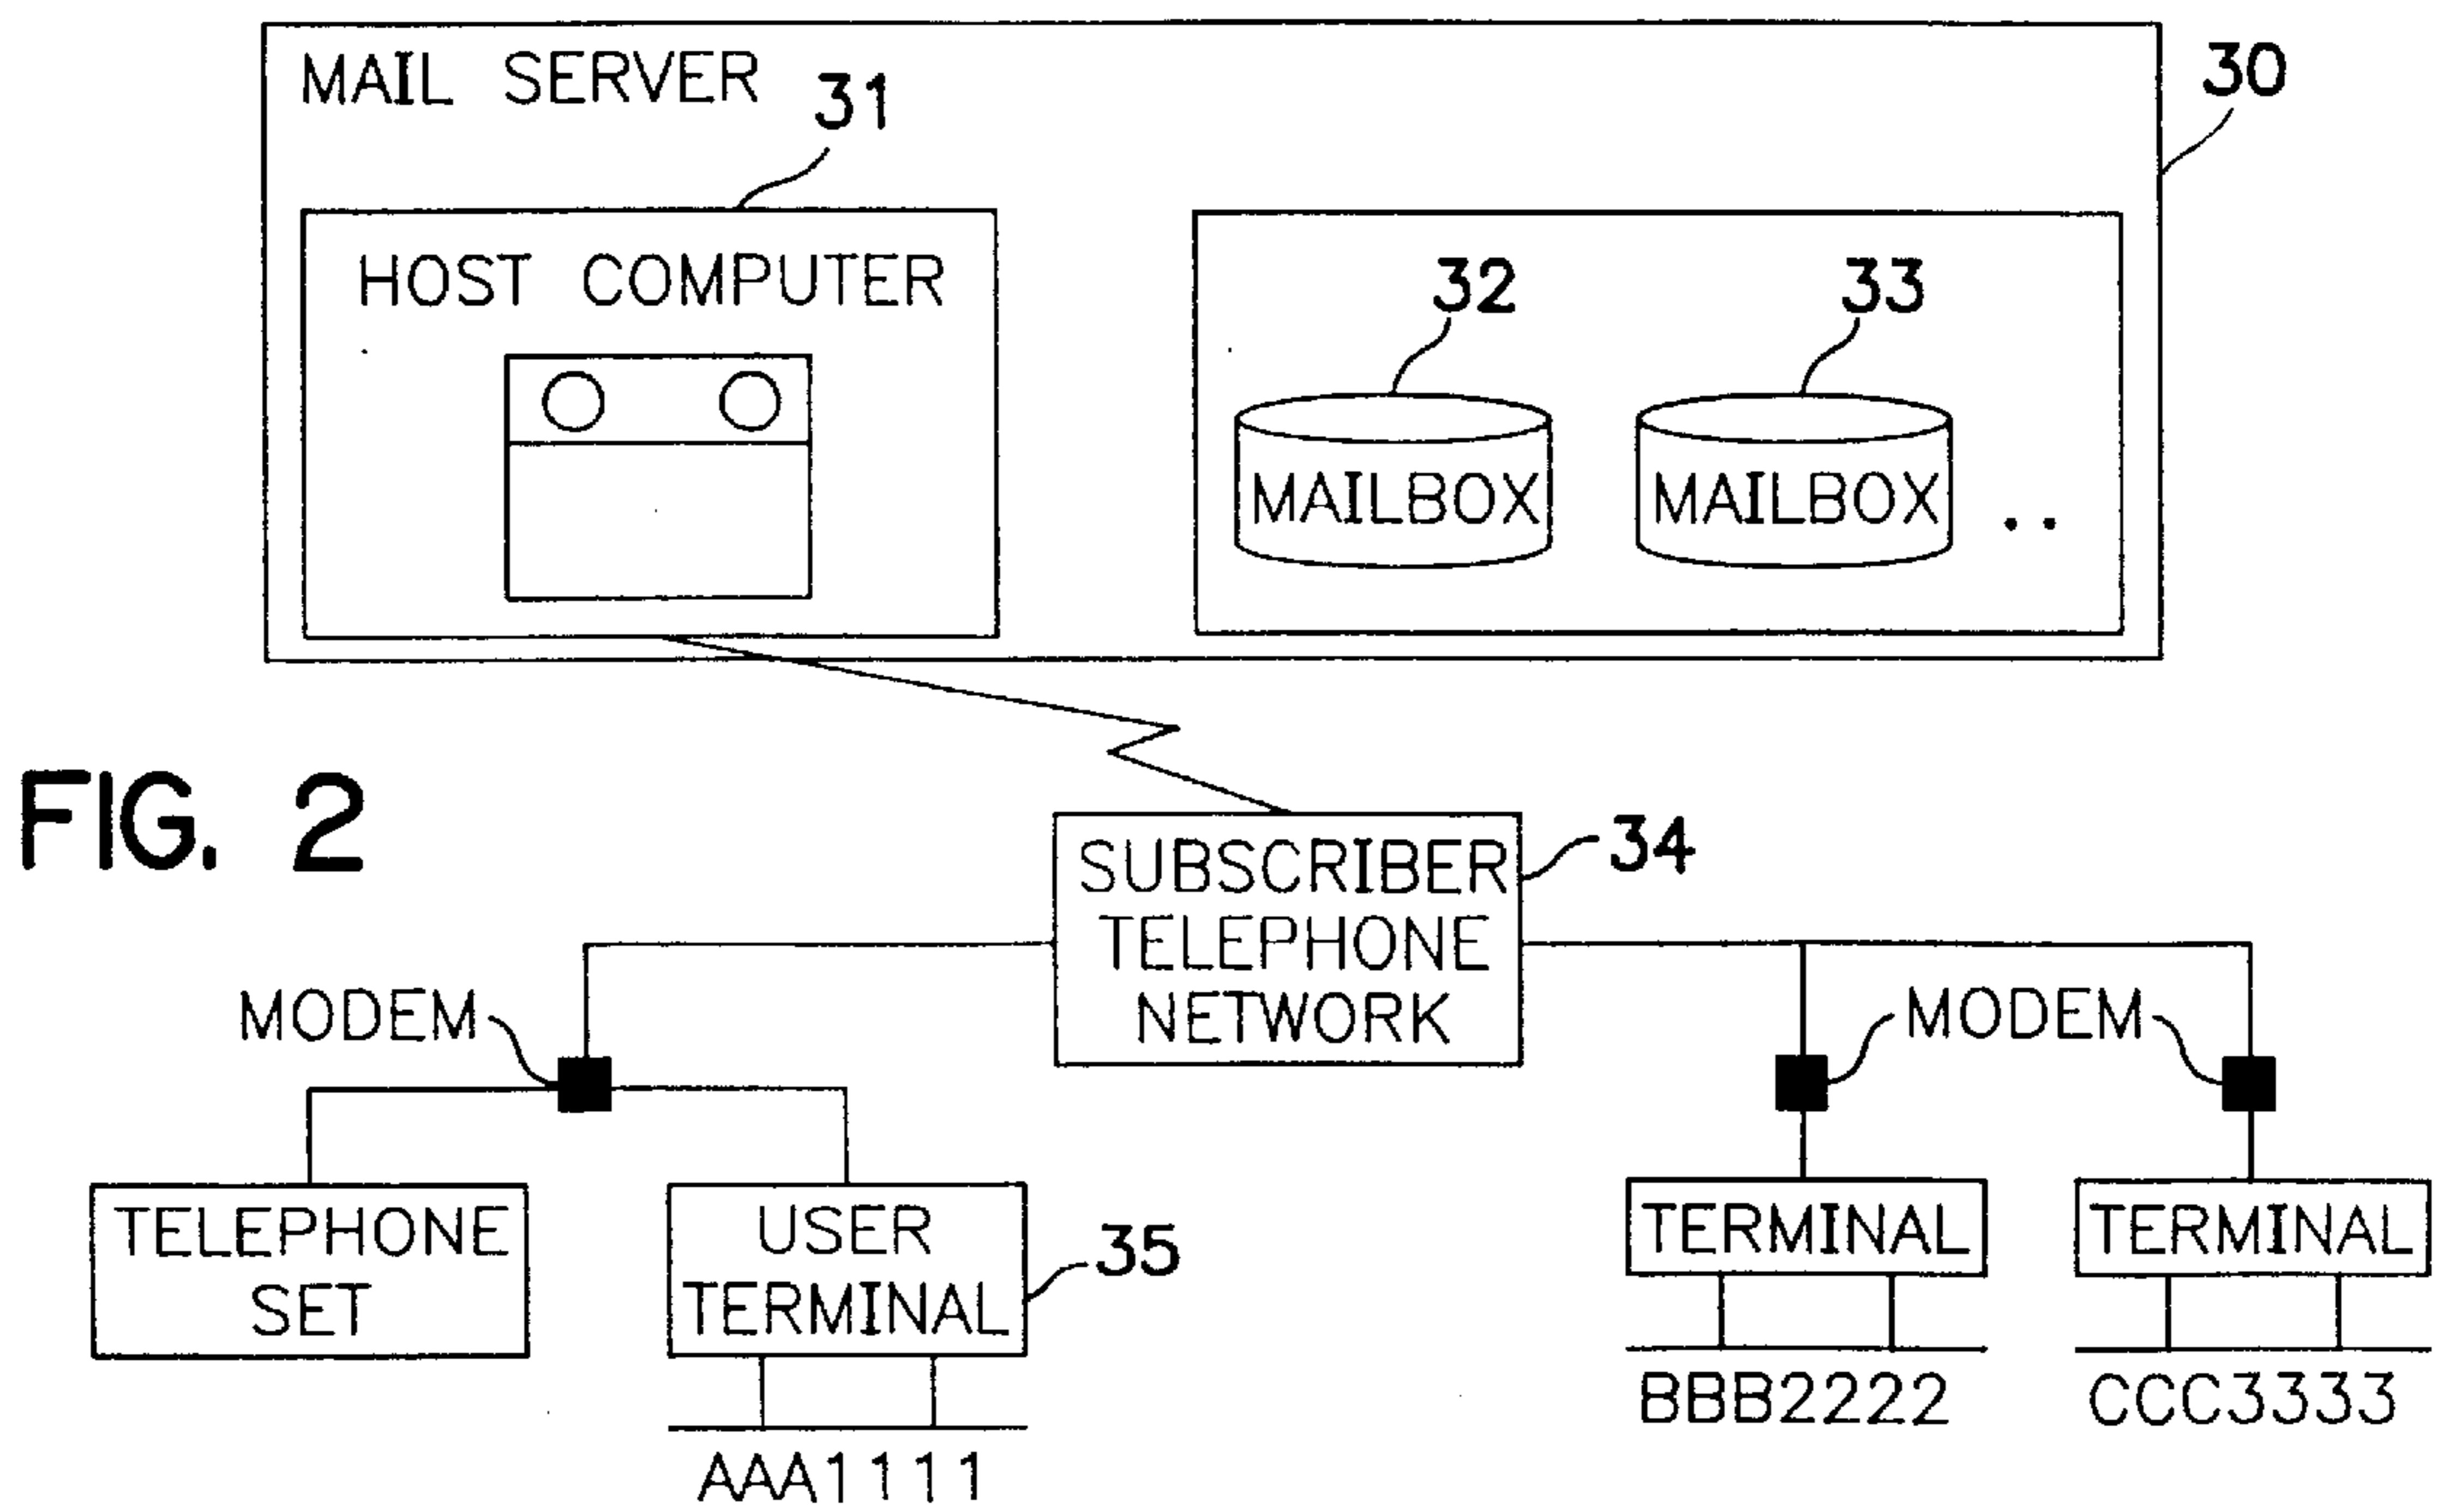 MAIL SERVER
30
31
HOST COMPUTER
32
33
MAILBOX
MAILBOX
..
FIG. 2
SUBSCRIBER
TELEPHONE
NETWORK
34
MODEM
MODEM
TELEPHONE
SET
USER
TERMINAL
35
TERMINAL
TERMINAL
AAA1111
BBB2222
CCC3333